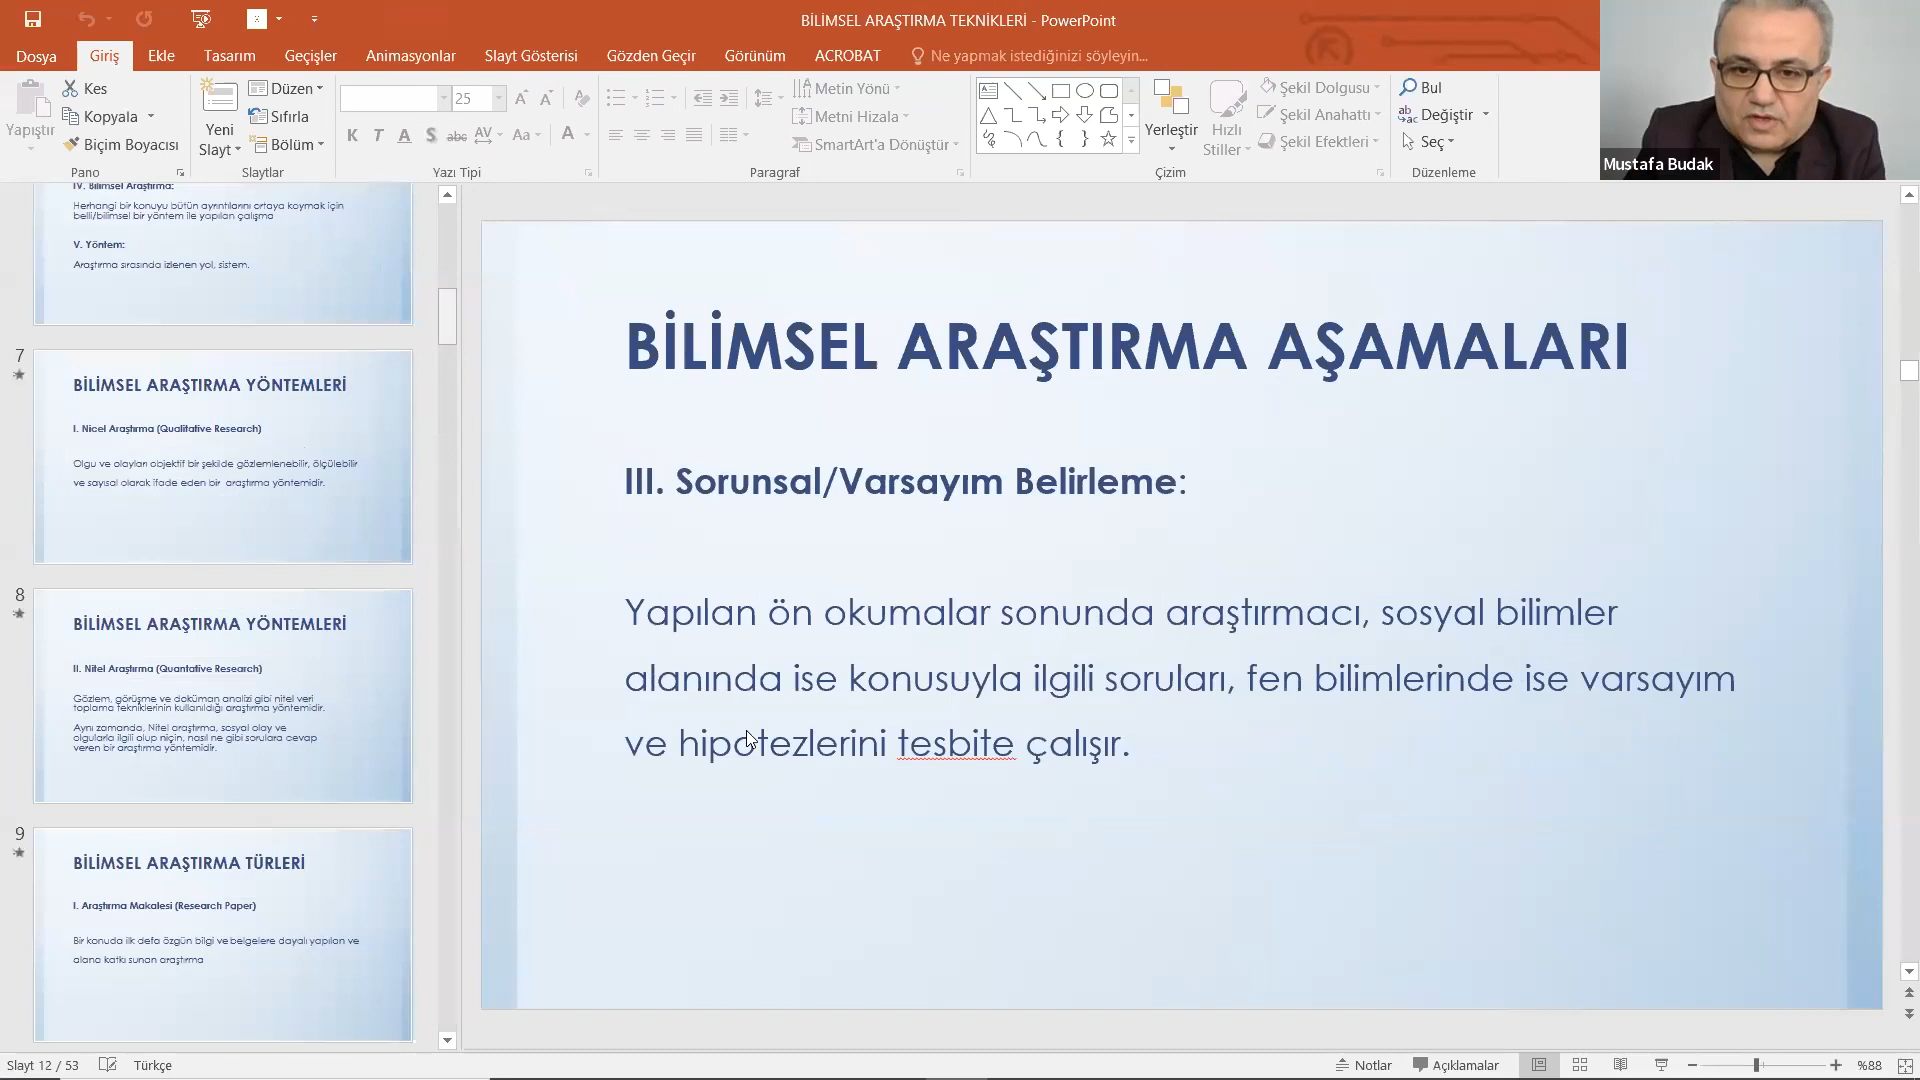 BİLİMSEL ARAŞTIRMA TEKNİKLERİ - PowerPoint
Dosya Giriş Ekle Tasarım Geçişler Animasyonlar Slayt Gösterisi Gözden Geçir Görünüm ACROBAT Ne yapmak istediğinizi söyleyin...
Yapıştır
Kes
Kopyala
Biçim Boyacısı
Pano
Yeni
Slayt
Düzen
Sıfırla
Bölüm
Slaytlar
25
K T A S abc AV Aa A
Yazı Tipi
Metin Yönü
Metni Hizala
SmartArt'a Dönüştür
Paragraf
Yerleştir
Hızlı
Stiller
Şekil Dolgusu
Şekil Anahattı
Şekil Efektleri
Çizim
Bul
Değiştir
Seç
Düzenleme
Mustafa Budak
IV. Bilimsel Araştırma:
Herhangi bir konuyu bütün ayrıntılarını ortaya koymak için
belli/bilimsel bir yöntem ile yapılan çalışma
V. Yöntem:
Araştırma sırasında izlenen yol, sistem.
7
BİLİMSEL ARAŞTIRMA YÖNTEMLERİ
I. Nicel Araştırma (Qualitative Research)
Olgu ve olayları objektif bir şekilde gözlemlenebilir, ölçülebilir
ve sayısal olarak ifade eden bir araştırma yöntemidir.
8
BİLİMSEL ARAŞTIRMA YÖNTEMLERİ
II. Nitel Araştırma (Quantative Research)
Gözlem, görüşme ve doküman analizi gibi nitel veri
toplama tekniklerinin kullanıldığı araştırma yöntemidir.
Aynı zamanda, Nitel araştırma, sosyal olay ve
olgularla ilgili olup niçin, nasıl ne gibi sorulara cevap
veren bir araştırma yöntemidir.
9
BİLİMSEL ARAŞTIRMA TÜRLERİ
I. Araştırma Makalesi (Research Paper)
Bir konuda ilk defa özgün bilgi ve belgelere dayalı yapılan ve
alana katkı sunan araştırma
BİLİMSEL ARAŞTIRMA AŞAMALARI
III. Sorunsal/Varsayım Belirleme:
Yapılan ön okumalar sonunda araştırmacı, sosyal bilimler
alanında ise konusuyla ilgili soruları, fen bilimlerinde ise varsayım
ve hipotezlerini tesbite çalışır.
Slayt 12 / 53 Türkçe Notlar Açıklamalar %88